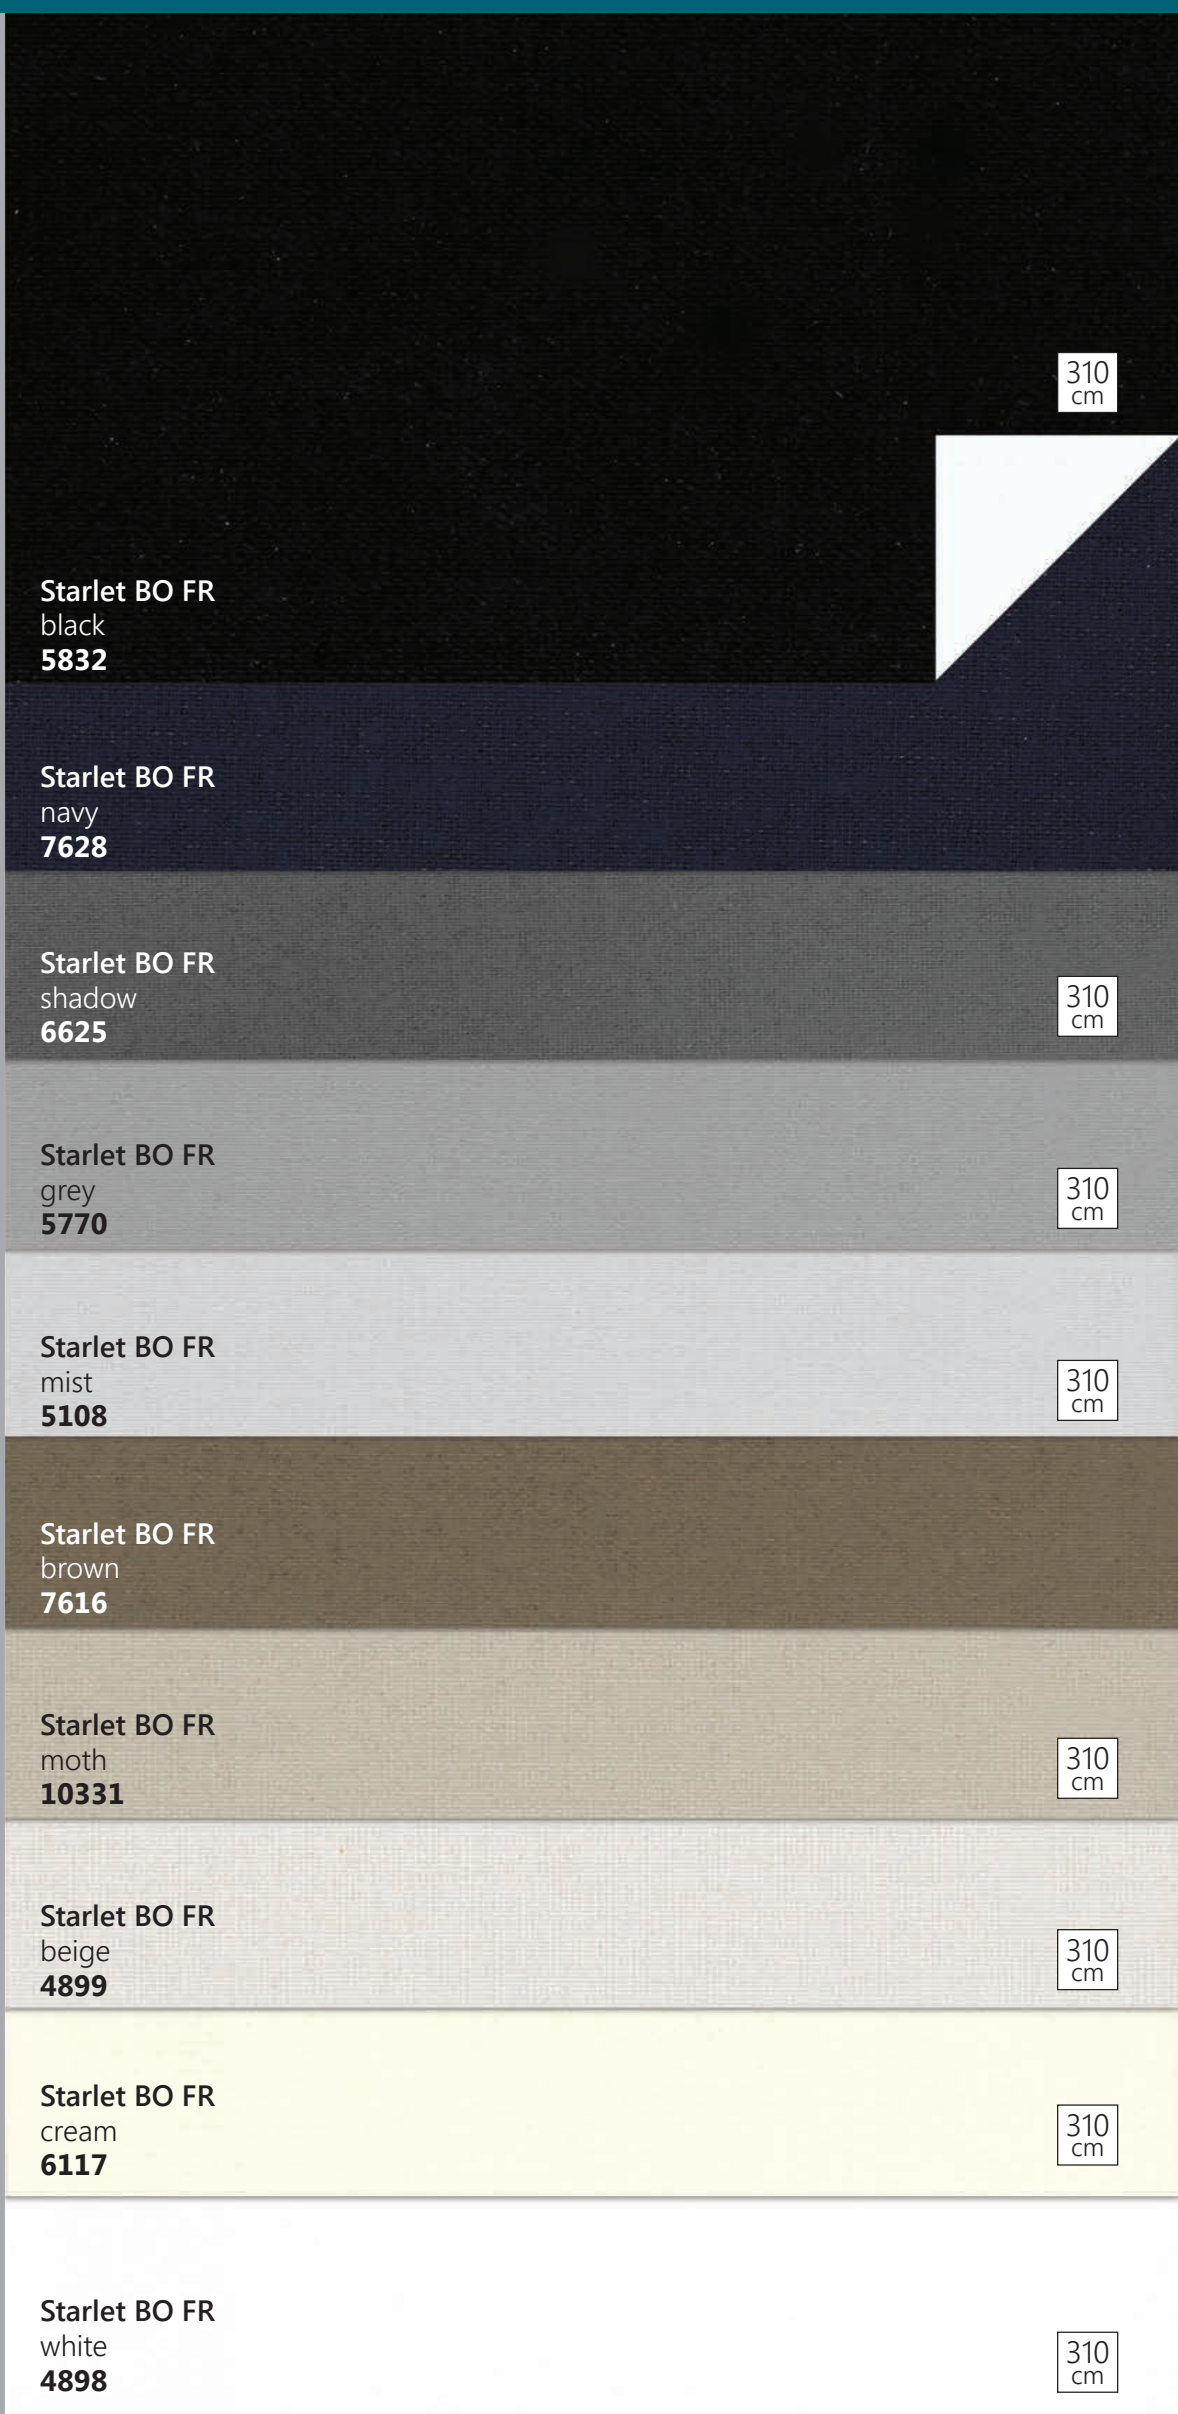 310
cm
Starlet BO FR
black
5832
Starlet BO FR
navy
7628
Starlet BO FR
shadow
6625
310
cm
Starlet BO FR
grey
5770
310
cm
Starlet BO FR
mist
5108
310
cm
Starlet BO FR
brown
7616
Starlet BO FR
moth
10331
310
cm
Starlet BO FR
beige
4899
310
cm
Starlet BO FR
cream
6117
310
cm
Starlet BO FR
white
4898
310
cm